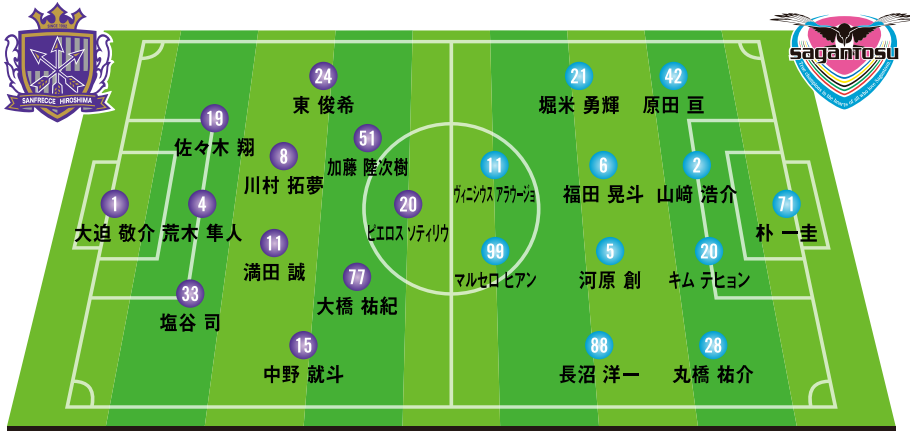 SINCE 1992
SANFRECCE HIROSHIMA
sagantosu
24
東 俊希
19
佐々木 翔
51
加藤 陸次樹
8
川村 拓夢
1
大迫 敬介
4
荒木 隼人
20
ピエロス ソティリウ
11
満田 誠
77
大橋 祐紀
33
塩谷 司
15
中野 就斗
21
堀米 勇輝
42
原田 亘
11
ヴィニシウス アラウージョ
6
福田 晃斗
2
山﨑 浩介
71
朴 一圭
99
マルセロ ヒアン
5
河原 創
20
キム テヒョン
88
長沼 洋一
28
丸橋 祐介